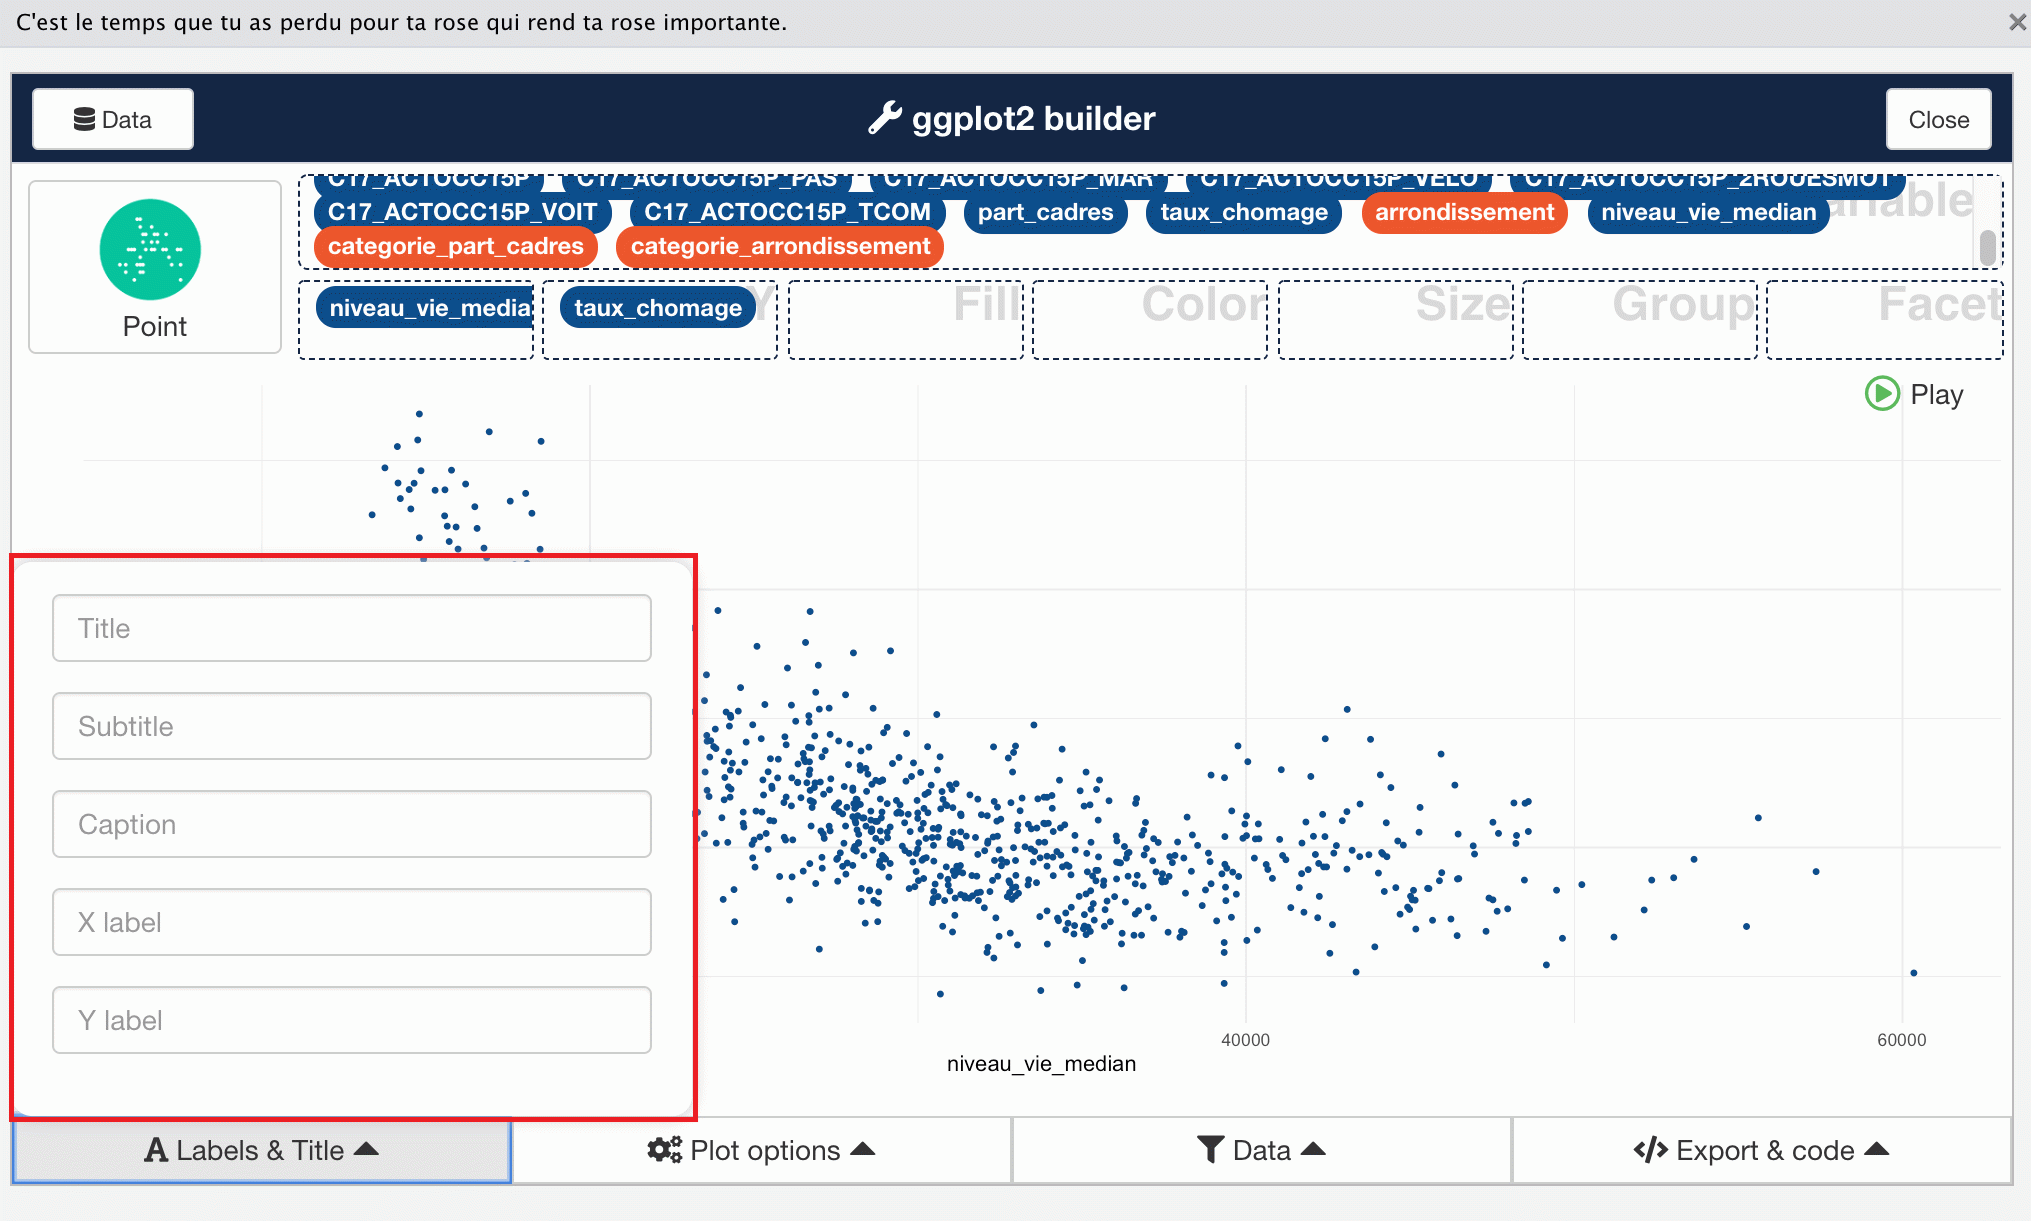 C'est le temps que tu as perdu pour ta rose qui rend ta rose importante.
Data
ggplot2 builder
Close
C17_ACTOCC15P C17_ACTOCC15P_PAS C17_ACTOCC15P_MAR C17_ACTOCC15P_VELO C17_ACTOCC15P_2ROUESMOT
C17_ACTOCC15P_VOIT C17_ACTOCC15P_TCOM part_cadres taux_chomage arrondissement niveau_vie_median
categorie_part_cadres categorie_arrondissement
Point
niveau_vie_media taux_chomage Y Fill Color Size Group Facet
Play
Title
Subtitle
Caption
X label
Y label
40000 60000
niveau_vie_median
Labels & Title Plot options Data Export & code